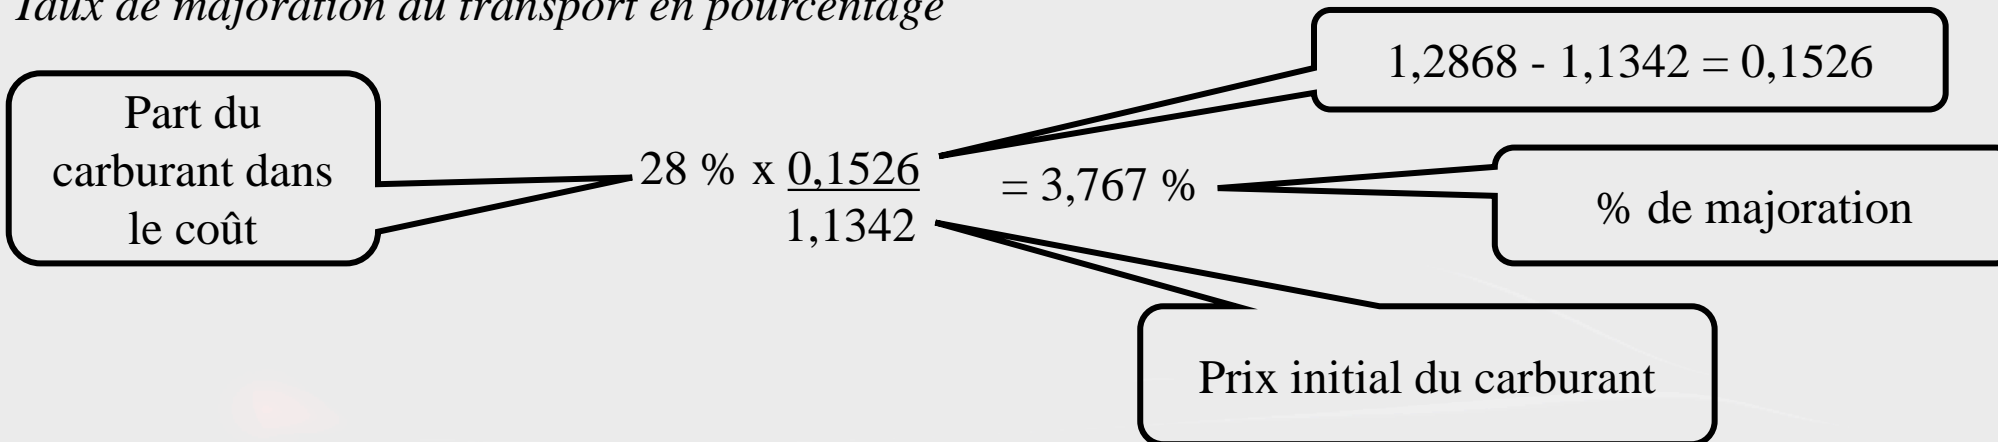 Taux de majoration du transport en pourcentage
1,2868 - 1,1342 = 0,1526
Part du
carburant dans
le coût
28 % x 0,1526
1,1342
= 3,767 %
% de majoration
Prix initial du carburant